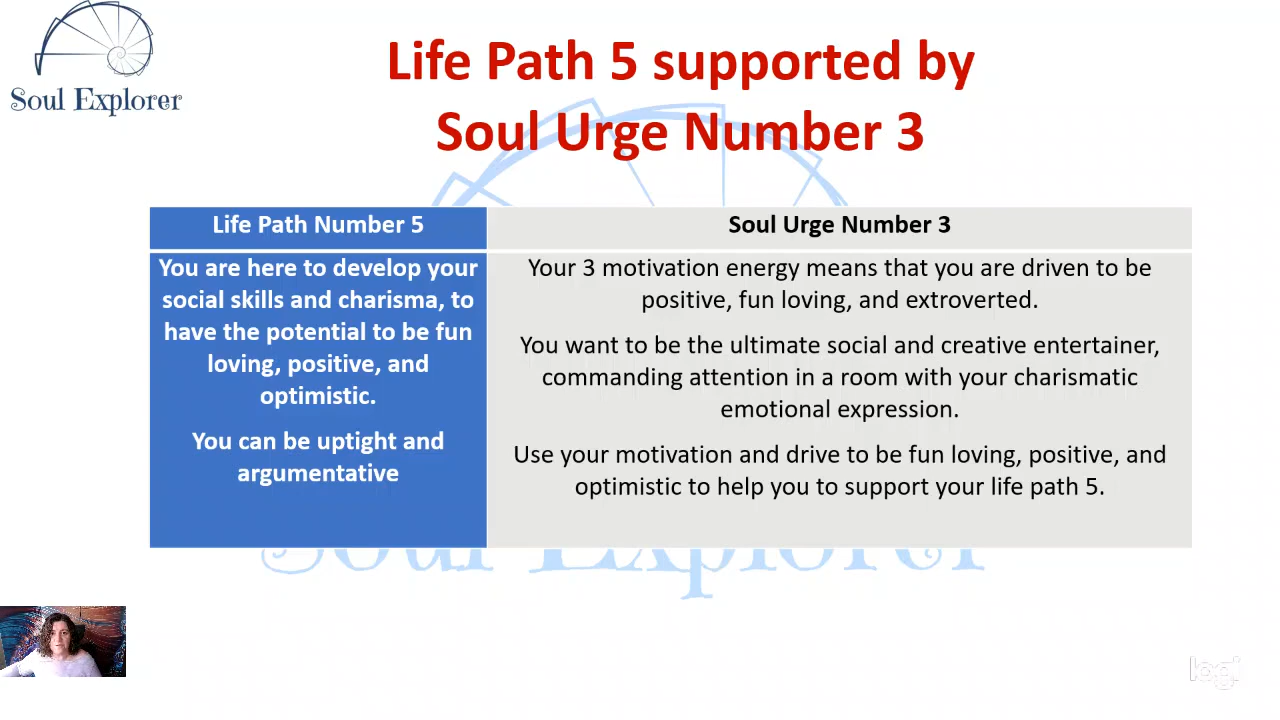 Soul Explorer
Life Path 5 supported by
Soul Urge Number 3
Life Path Number 5
Soul Urge Number 3
You are here to develop your
social skills and charisma, to
have the potential to be fun
loving, positive, and
optimistic.
You can be uptight and
argumentative
Your 3 motivation energy means that you are driven to be
positive, fun loving, and extroverted.
You want to be the ultimate social and creative entertainer,
commanding attention in a room with your charismatic
emotional expression.
Use your motivation and drive to be fun loving, positive, and
optimistic to help you to support your life path 5.
Soul Explorer
logi